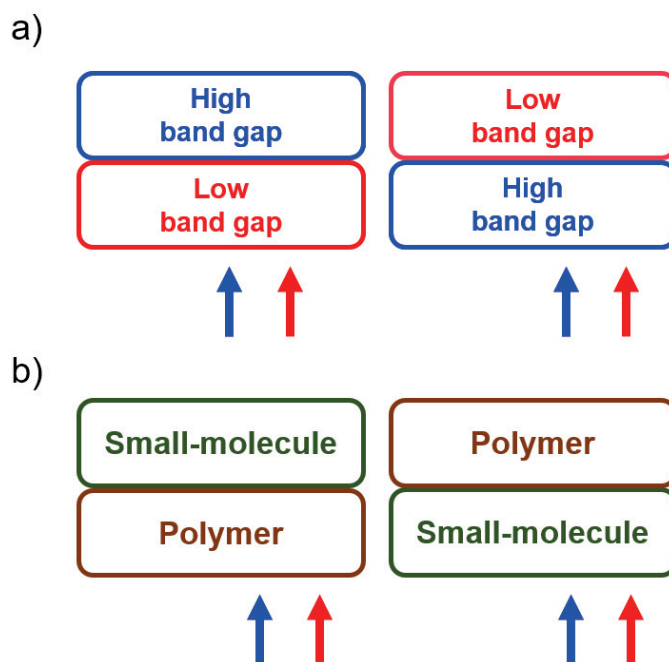 a)
High
band gap
Low
band gap
Low
band gap
High
band gap
b)
Small-molecule
Polymer
Polymer
Small-molecule